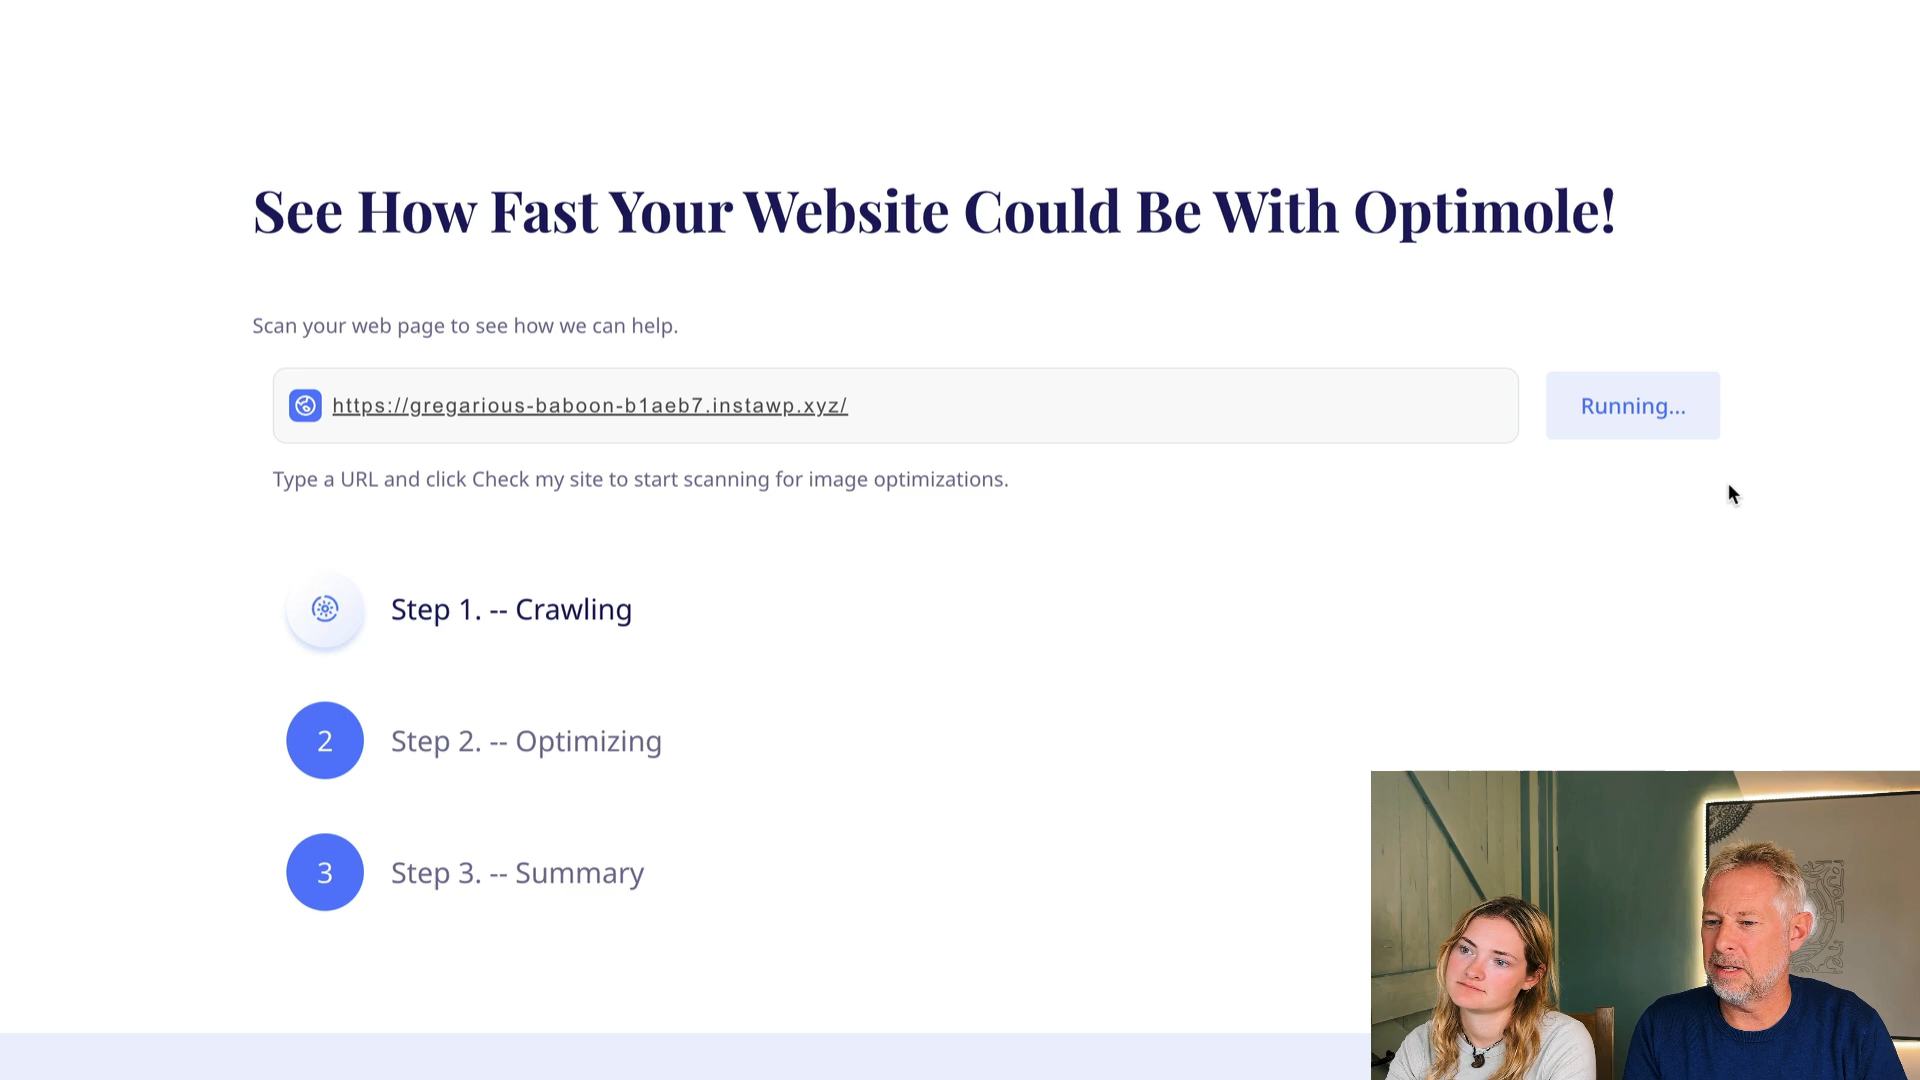 See How Fast Your Website Could Be With Optimole!
Scan your web page to see how we can help.
https://gregarious-baboon-b1aeb7.instawp.xyz/
Running...
Type a URL and click Check my site to start scanning for image optimizations.
Step 1. -- Crawling
2
Step 2. -- Optimizing
3
Step 3. -- Summary